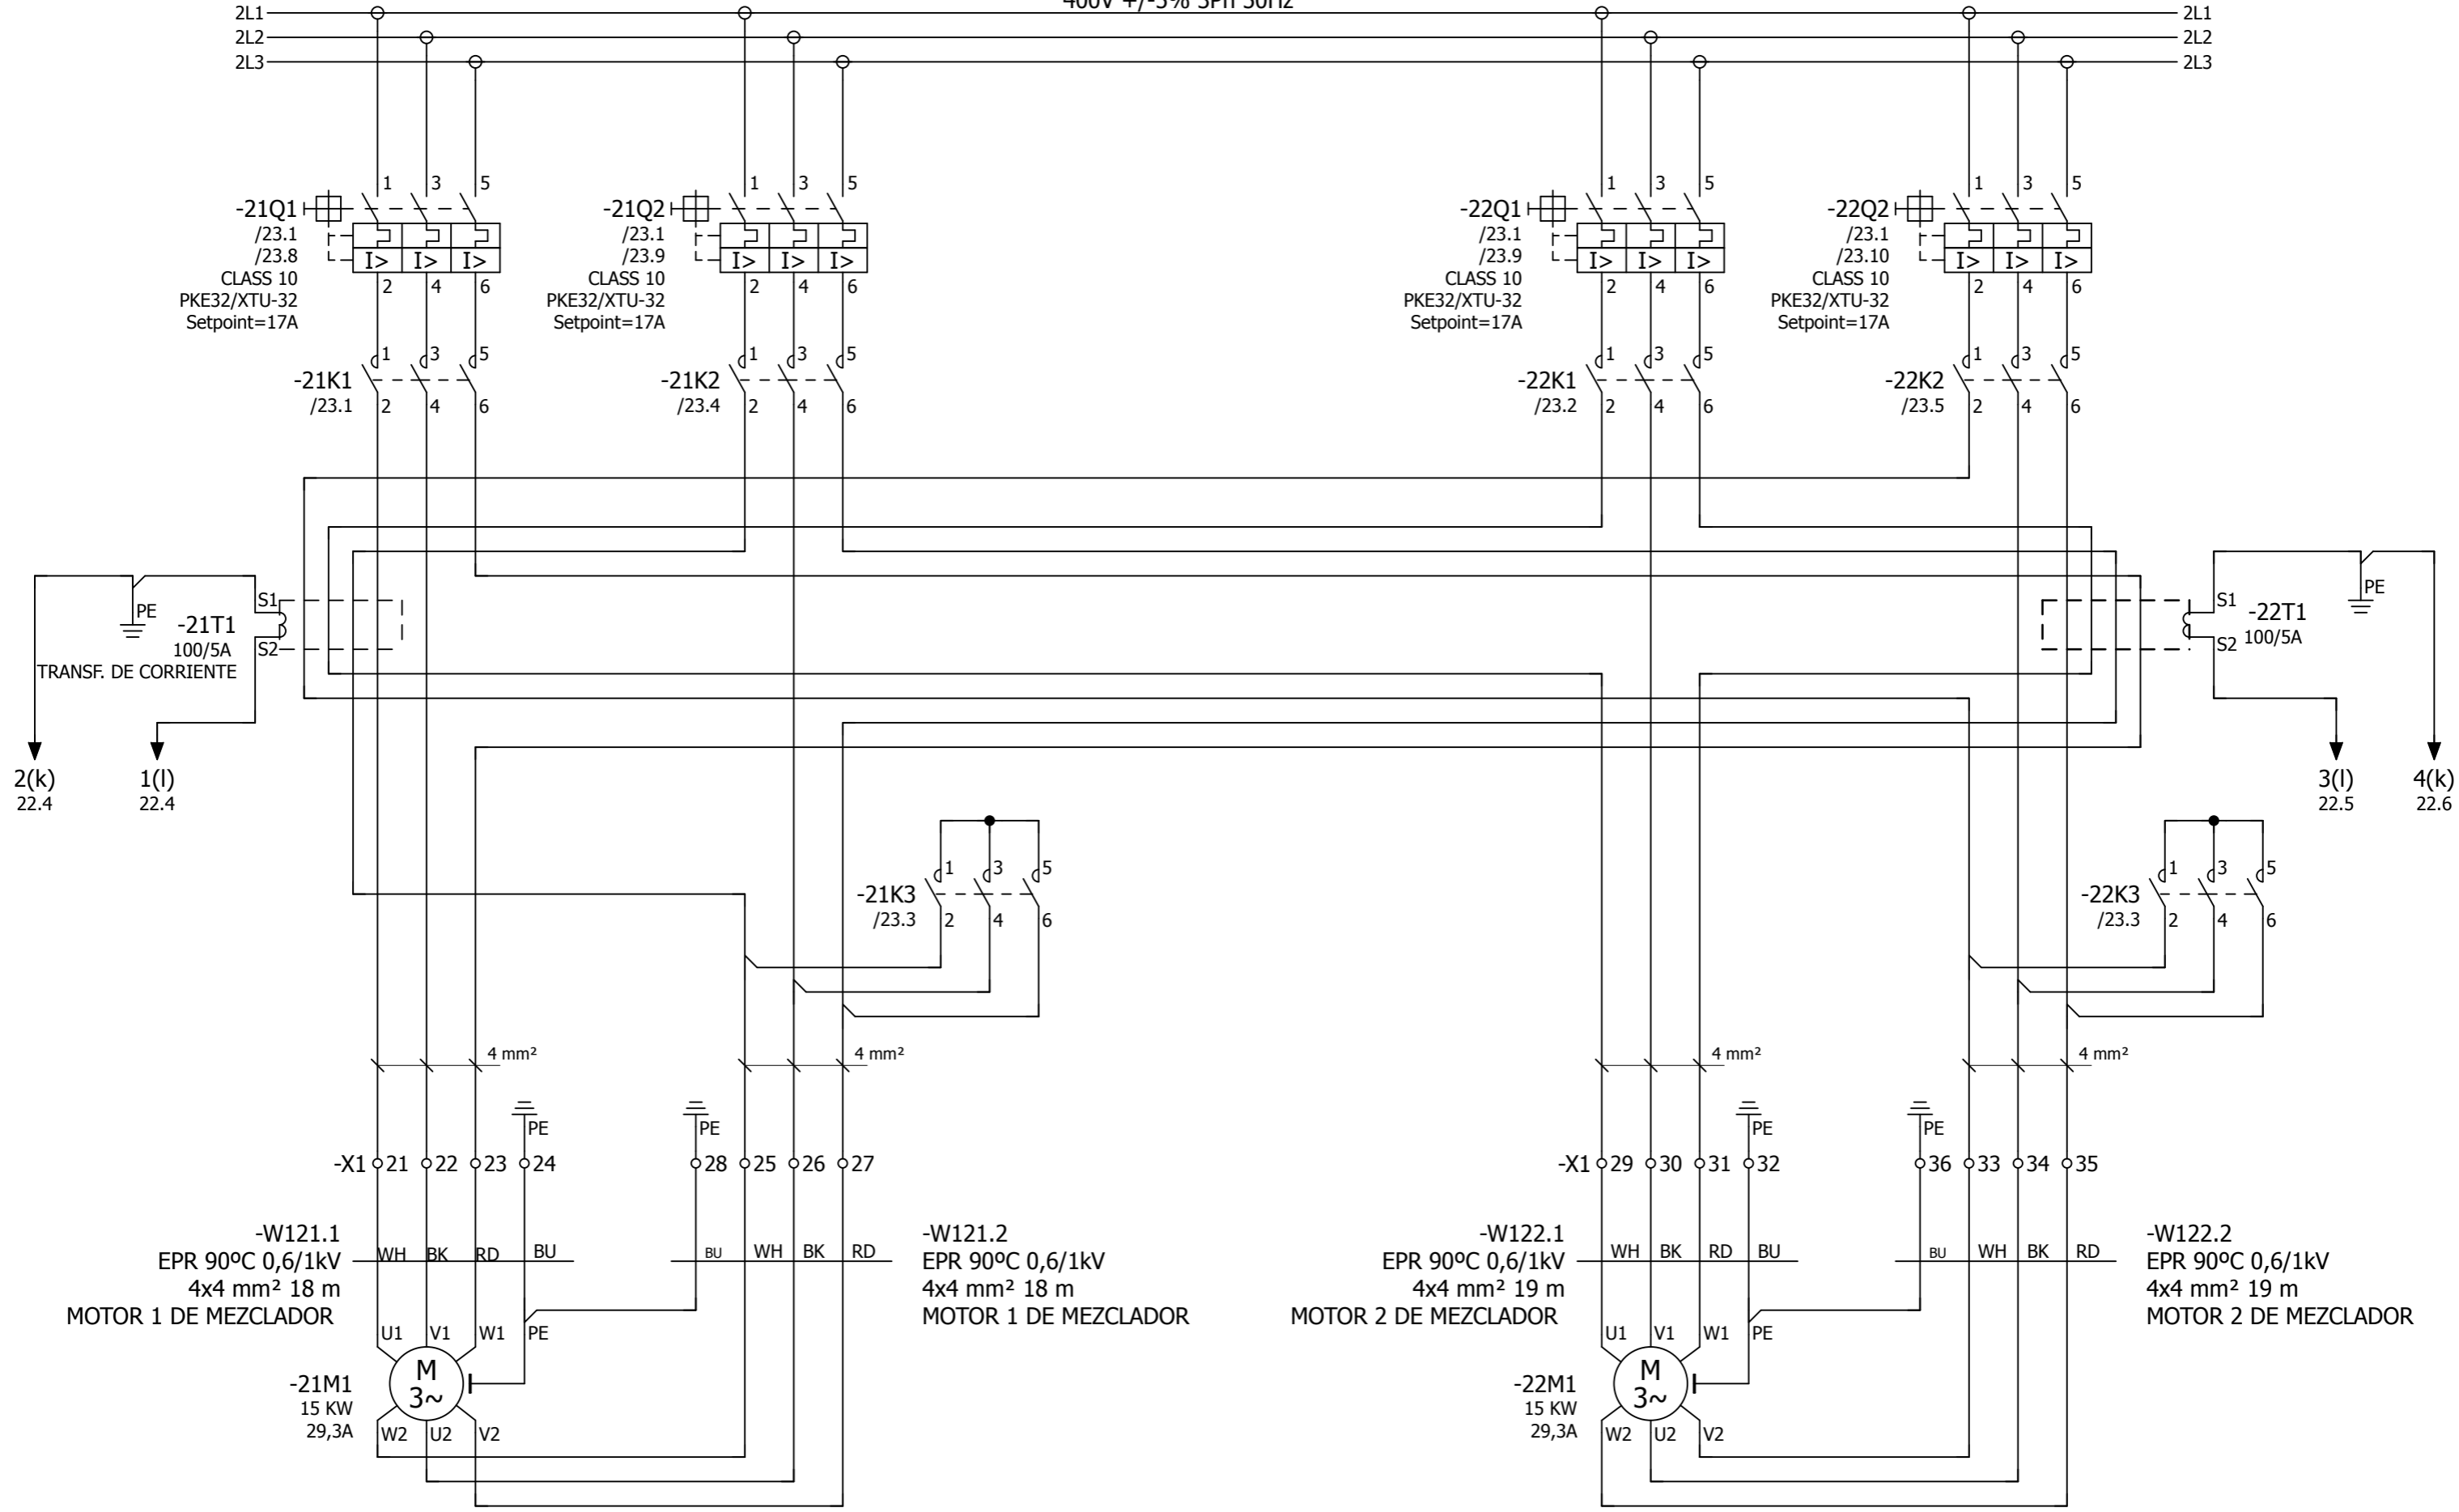 400V +/-5% 3Ph 50Hz
2L1
2L1
2L2
2L2
2L3
2L3
1 3 5
-21Q1
/23.1
/23.8
CLASS 10
PKE32/XTU-32
Setpoint=17A
I> I> I>
2 4 6
1 3 5
-21Q2
/23.1
/23.9
CLASS 10
PKE32/XTU-32
Setpoint=17A
I> I> I>
2 4 6
1 3 5
-22Q1
/23.1
/23.9
CLASS 10
PKE32/XTU-32
Setpoint=17A
I> I> I>
2 4 6
1 3 5
-22Q2
/23.1
/23.10
CLASS 10
PKE32/XTU-32
Setpoint=17A
I> I> I>
2 4 6
1 3 5
-21K1
/23.1
2 4 6
1 3 5
-21K2
/23.4
2 4 6
1 3 5
-22K1
/23.2
2 4 6
1 3 5
-22K2
/23.5
2 4 6
PE
S1
-21T1
100/5A
S2
TRANSF. DE CORRIENTE
2(k)
22.4
1(l)
22.4
PE
S1
-22T1
S2
100/5A
3(l)
22.5
4(k)
22.6
1 3 5
-21K3
/23.3
2 4 6
1 3 5
-22K3
/23.3
2 4 6
4 mm²
4 mm²
4 mm²
4 mm²
PE
PE
PE
PE
-X1 21 22 23 24
28 25 26 27
-X1 29 30 31 32
36 33 34 35
-W121.1
EPR 90ºC 0,6/1kV
4x4 mm² 18 m
MOTOR 1 DE MEZCLADOR
WH BK RD BU
BU WH BK RD
-W121.2
EPR 90ºC 0,6/1kV
4x4 mm² 18 m
MOTOR 1 DE MEZCLADOR
-W122.1
EPR 90ºC 0,6/1kV
4x4 mm² 19 m
MOTOR 2 DE MEZCLADOR
WH BK RD BU
BU WH BK RD
-W122.2
EPR 90ºC 0,6/1kV
4x4 mm² 19 m
MOTOR 2 DE MEZCLADOR
U1 V1 W1 PE
M
3~
-21M1
15 KW
29,3A
W2 U2 V2
U1 V1 W1 PE
M
3~
-22M1
15 KW
29,3A
W2 U2 V2